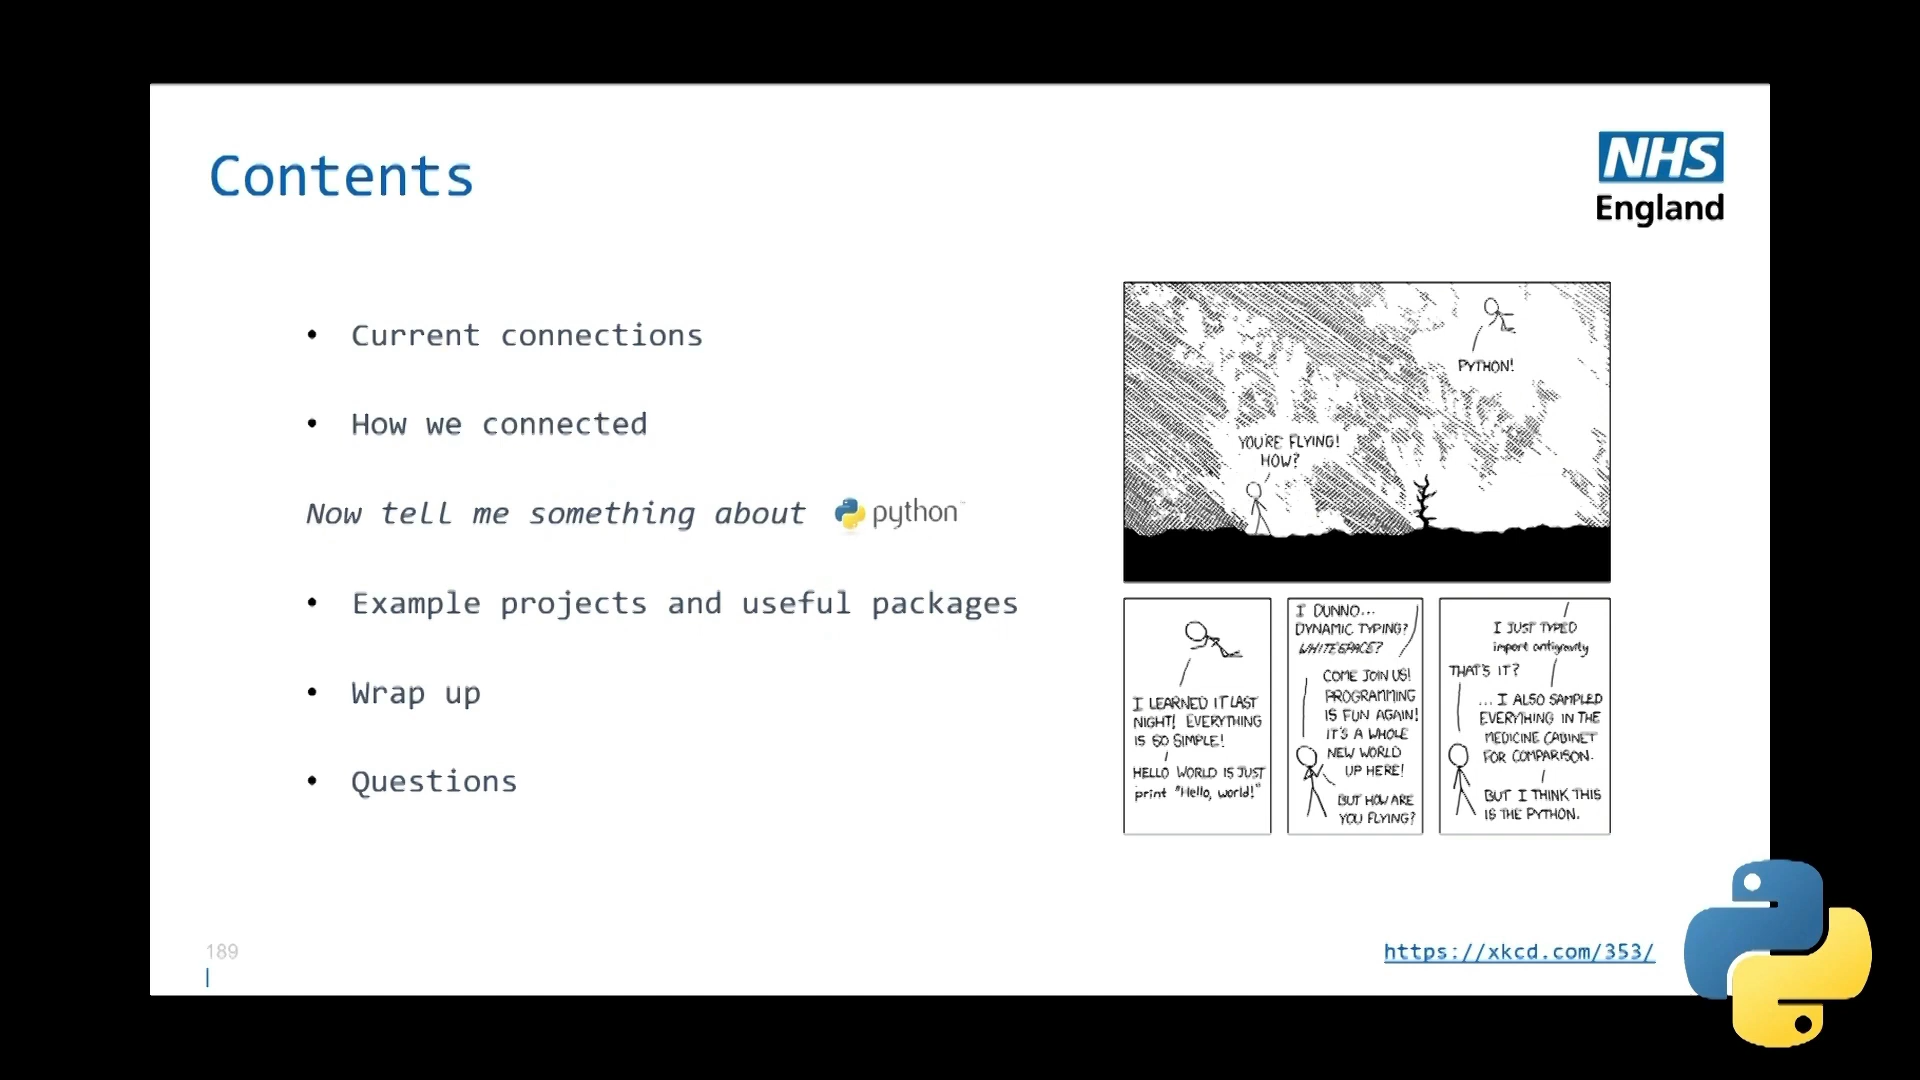 Contents
NHS
England
• Current connections
• How we connected
Now tell me something about python
• Example projects and useful packages
• Wrap up
• Questions
PYTHON!
YOU'RE FLYING!
HOW?
I LEARNED IT LAST
NIGHT! EVERYTHING
IS SO SIMPLE!
HELLO WORLD IS JUST
print "Hello, world!"
I DUNNO...
DYNAMIC TYPING?
WHITESPACE?
COME JOIN US!
PROGRAMMING
IS FUN AGAIN!
IT'S A WHOLE
NEW WORLD
UP HERE!
BUT HOW ARE
YOU FLYING?
I JUST TYPED
import antigravity
THAT'S IT?
... I ALSO SAMPLED
EVERYTHING IN THE
MEDICINE CABINET
FOR COMPARISON.
BUT I THINK THIS
IS THE PYTHON.
189
https://xkcd.com/353/